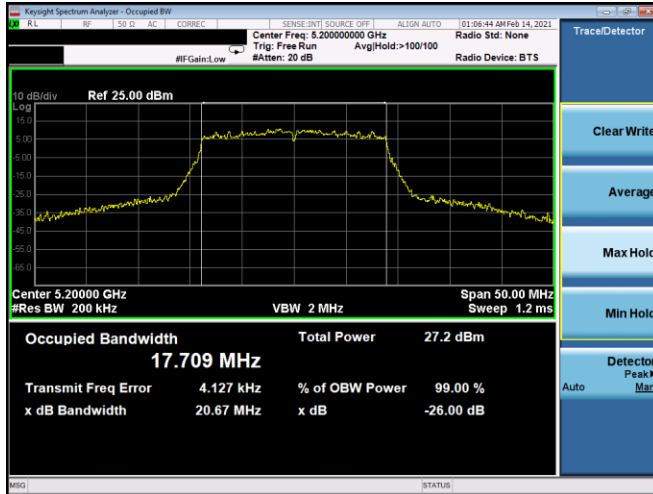 Keysight Spectrum Analyzer - Occupied BW
RL RF 50 Ω AC CORREC SENSE:INT SOURCE OFF ALIGN AUTO 01:06:44 AM Feb 14, 2021
Center Freq: 5.200000000 GHz Radio Std: None
Trig: Free Run Avg|Hold:>100/100
#IFGain:Low #Atten: 20 dB Radio Device: BTS
Trace/Detector
10 dB/div Ref 25.00 dBm
Log
15.0
5.00
-5.00
-15.0
-25.0
-35.0
-45.0
-55.0
-65.0
Center 5.20000 GHz Span 50.00 MHz
#Res BW 200 kHz VBW 2 MHz Sweep 1.2 ms
Occupied Bandwidth Total Power 27.2 dBm
17.709 MHz
Transmit Freq Error 4.127 kHz % of OBW Power 99.00 %
x dB Bandwidth 20.67 MHz x dB -26.00 dB
Clear Write
Average
Max Hold
Min Hold
Detector
Peak
Auto Man
MSG STATUS